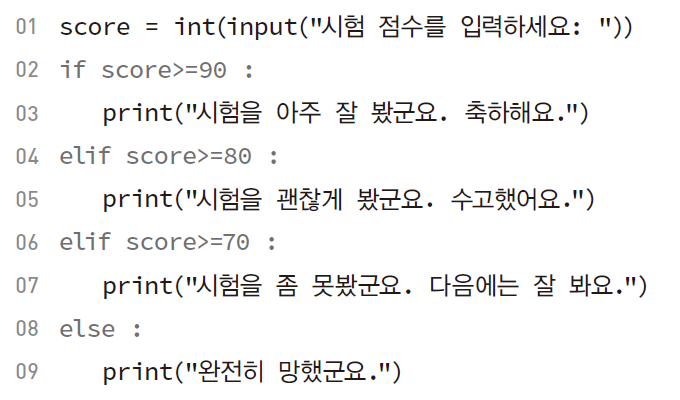 01 score = int(input("시험 점수를 입력하세요: "))
02 if score>=90 :
03 print("시험을 아주 잘 봤군요. 축하해요.")
04 elif score>=80 :
05 print("시험을 괜찮게 봤군요. 수고했어요.")
06 elif score>=70 :
07 print("시험을 좀 못봤군요. 다음에는 잘 봐요.")
08 else :
09 print("완전히 망했군요.")